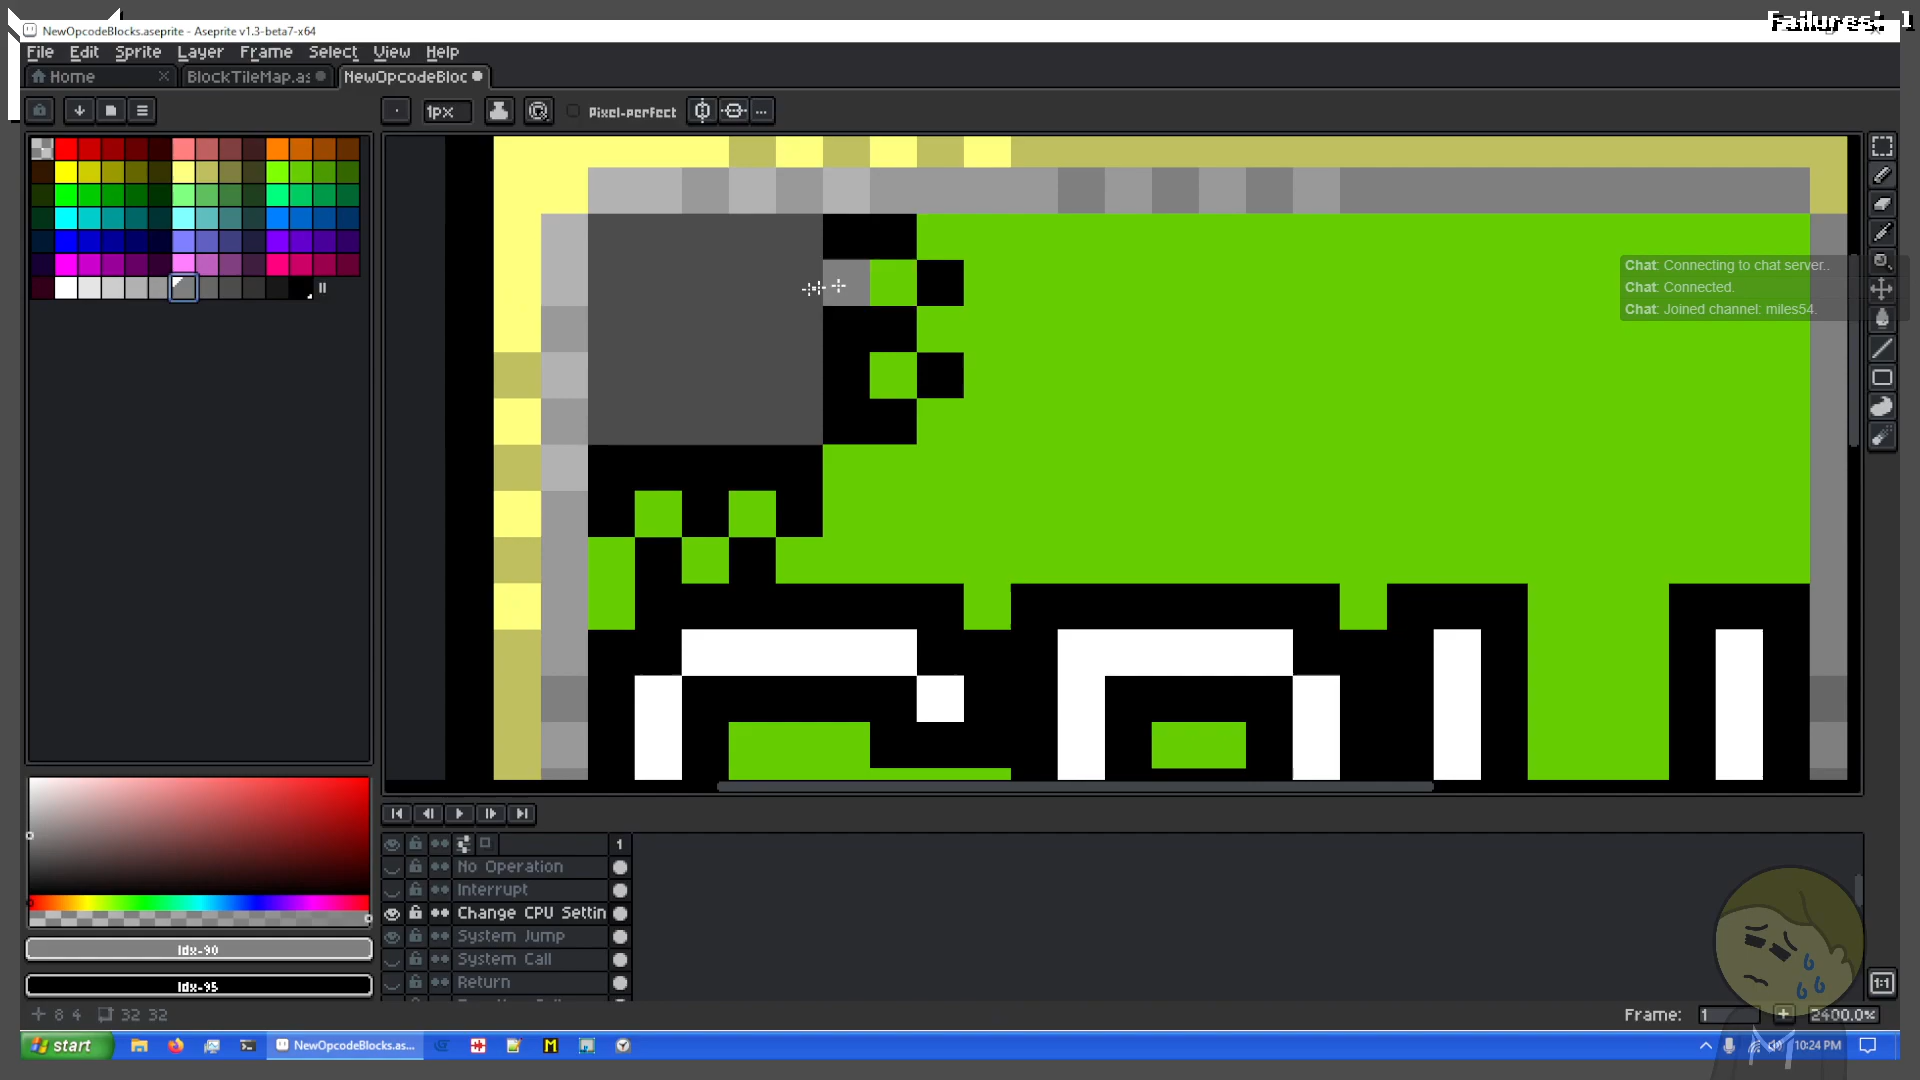 Failures: 1
NewOpcodeBlocks.aseprite - Aseprite v1.3-beta7-x64
File Edit Sprite Layer Frame Select View Help
Home BlockTileMap.as NewOpcodeBloc
1px Pixel-perfect ...
Chat: Connecting to chat server..
Chat: Connected.
Chat: Joined channel: miles54.
CPU
1
No Operation
Interrupt
Change CPU Settin
System Jump
System Call
Return
Idx-90
Idx-95
8 4 32 32
Frame: 1 2400.0%
1:1
start NewOpcodeBlocks.as... 10:24 PM